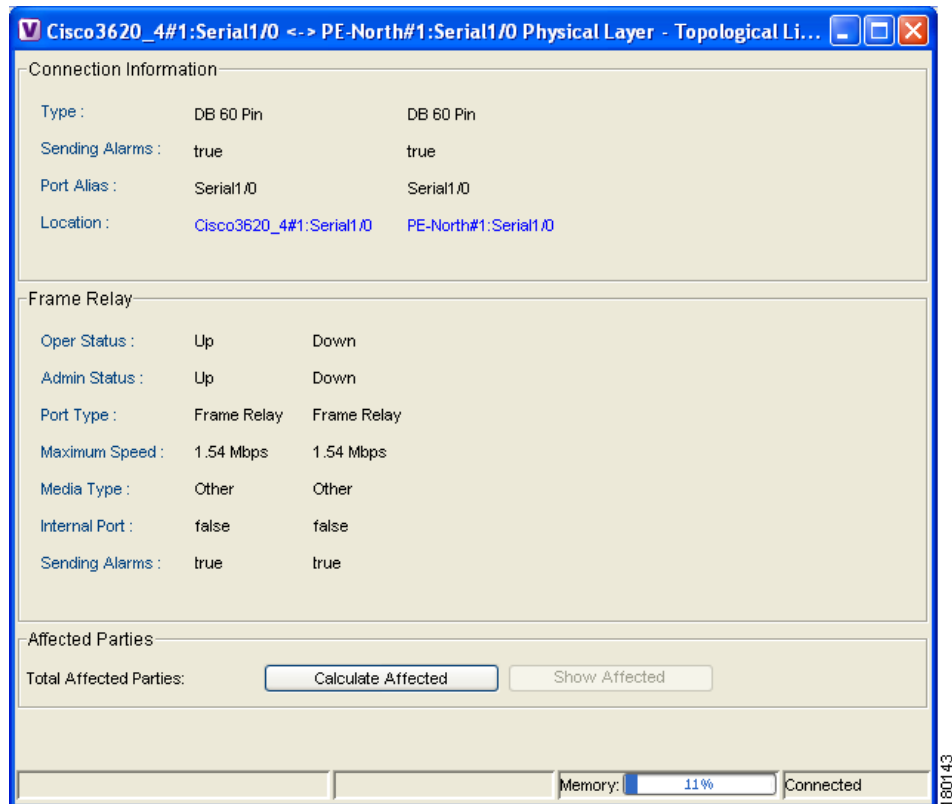 V Cisco3620_4#1:Serial1/0 <-> PE-North#1:Serial1/0 Physical Layer - Topological Li...
Connection Information
Type : DB 60 Pin DB 60 Pin
Sending Alarms : true true
Port Alias : Serial1/0 Serial1/0
Location : Cisco3620_4#1:Serial1/0 PE-North#1:Serial1/0
Frame Relay
Oper Status : Up Down
Admin Status : Up Down
Port Type : Frame Relay Frame Relay
Maximum Speed : 1.54 Mbps 1.54 Mbps
Media Type : Other Other
Internal Port : false false
Sending Alarms : true true
Affected Parties
Total Affected Parties: Calculate Affected Show Affected
Memory: 11% Connected
180143